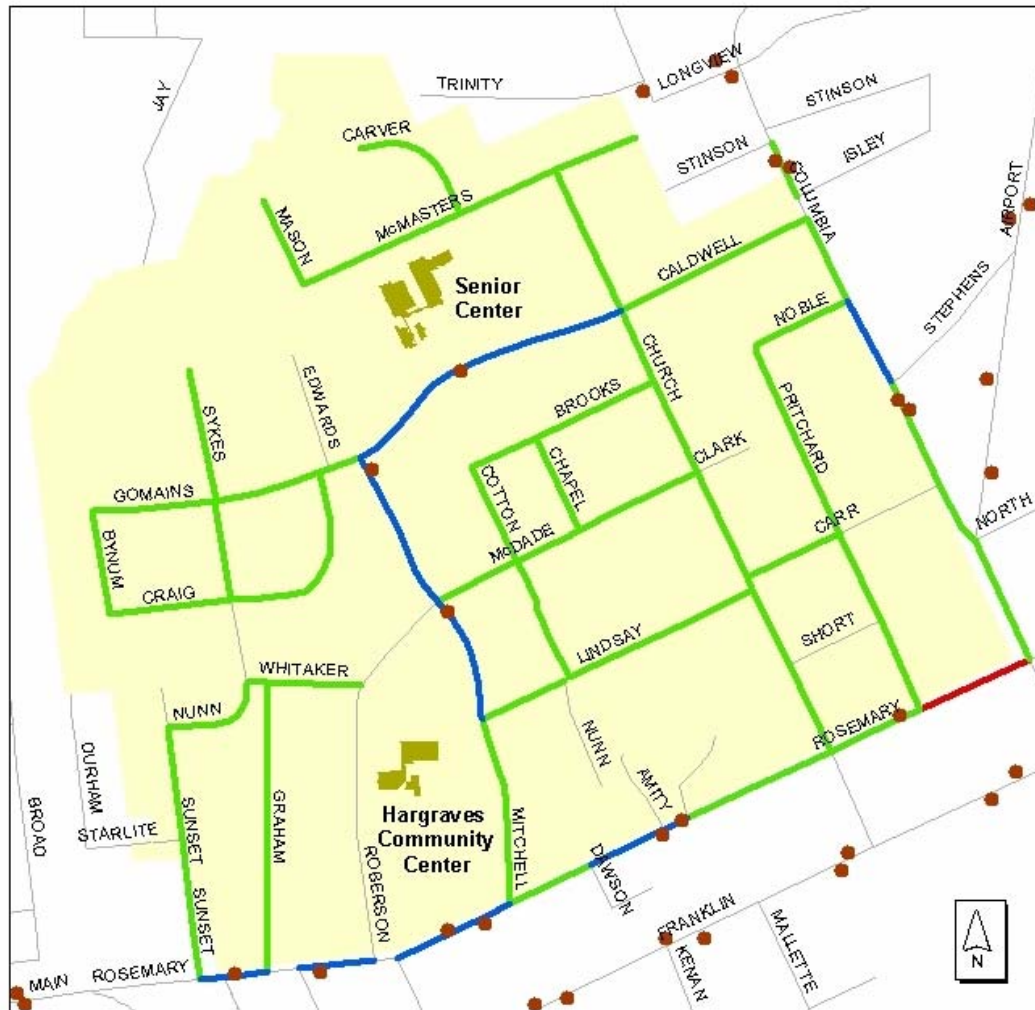 TRINITY
LONGVIEW
JAY
STINSON
CARVER
STINSON
ISLEY
COLUMBIA
AIRPORT
MASON
McMASTERS
CALDWELL
STEPHENS
Senior
Center
NOBLE
CHURCH
EDWARDS
BROOKS
SYKES
PRITCHARD
CLARK
CHAPEL
COTTON
GOMAINS
CARR
NORTH
BYNUM
McDADE
CRAIG
SHORT
LINDSAY
WHITAKER
NUNN
ROSEMARY
NUNN
DURHAM
AMITY
BROAD
STARLITE
SUNSET
GRAHAM
Hargraves
Community
Center
MITCHELL
DAWSON
ROBERSON
SUNSET
FRANKLIN
MALLETTE
KENAN
MAIN
ROSEMARY
N